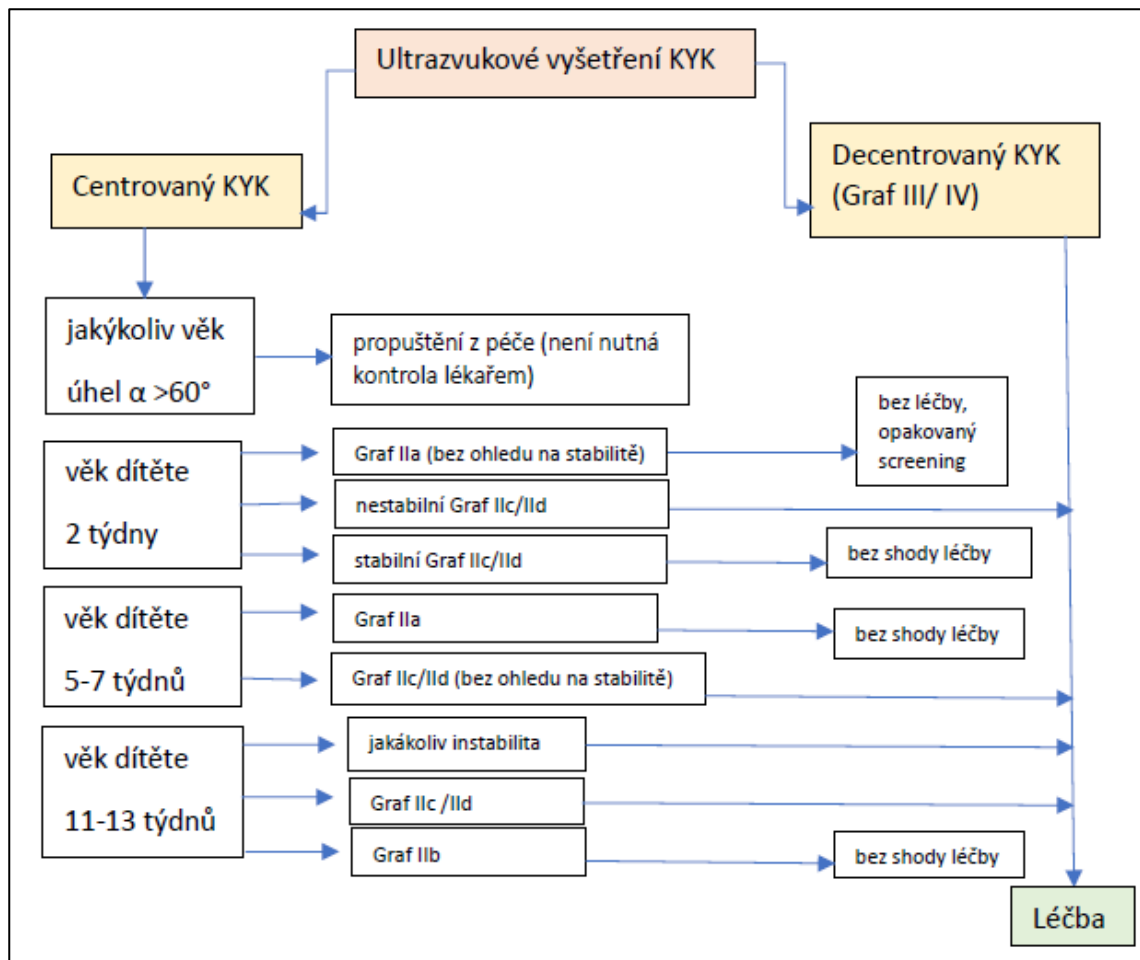 Ultrazvukové vyšetření KYK
Centrovaný KYK
Decentrovaný KYK
(Graf III/ IV)
jakýkoliv věk
úhel α >60°
propuštění z péče (není nutná
kontrola lékařem)
věk dítěte
2 týdny
Graf IIa (bez ohledu na stabilitě)
bez léčby,
opakovaný
screening
nestabilní Graf IIc/IId
stabilní Graf IIc/IId
bez shody léčby
věk dítěte
5-7 týdnů
Graf IIa
bez shody léčby
Graf IIc/IId (bez ohledu na stabilitě)
věk dítěte
11-13 týdnů
jakákoliv instabilita
Graf IIc /IId
Graf IIb
bez shody léčby
Léčba